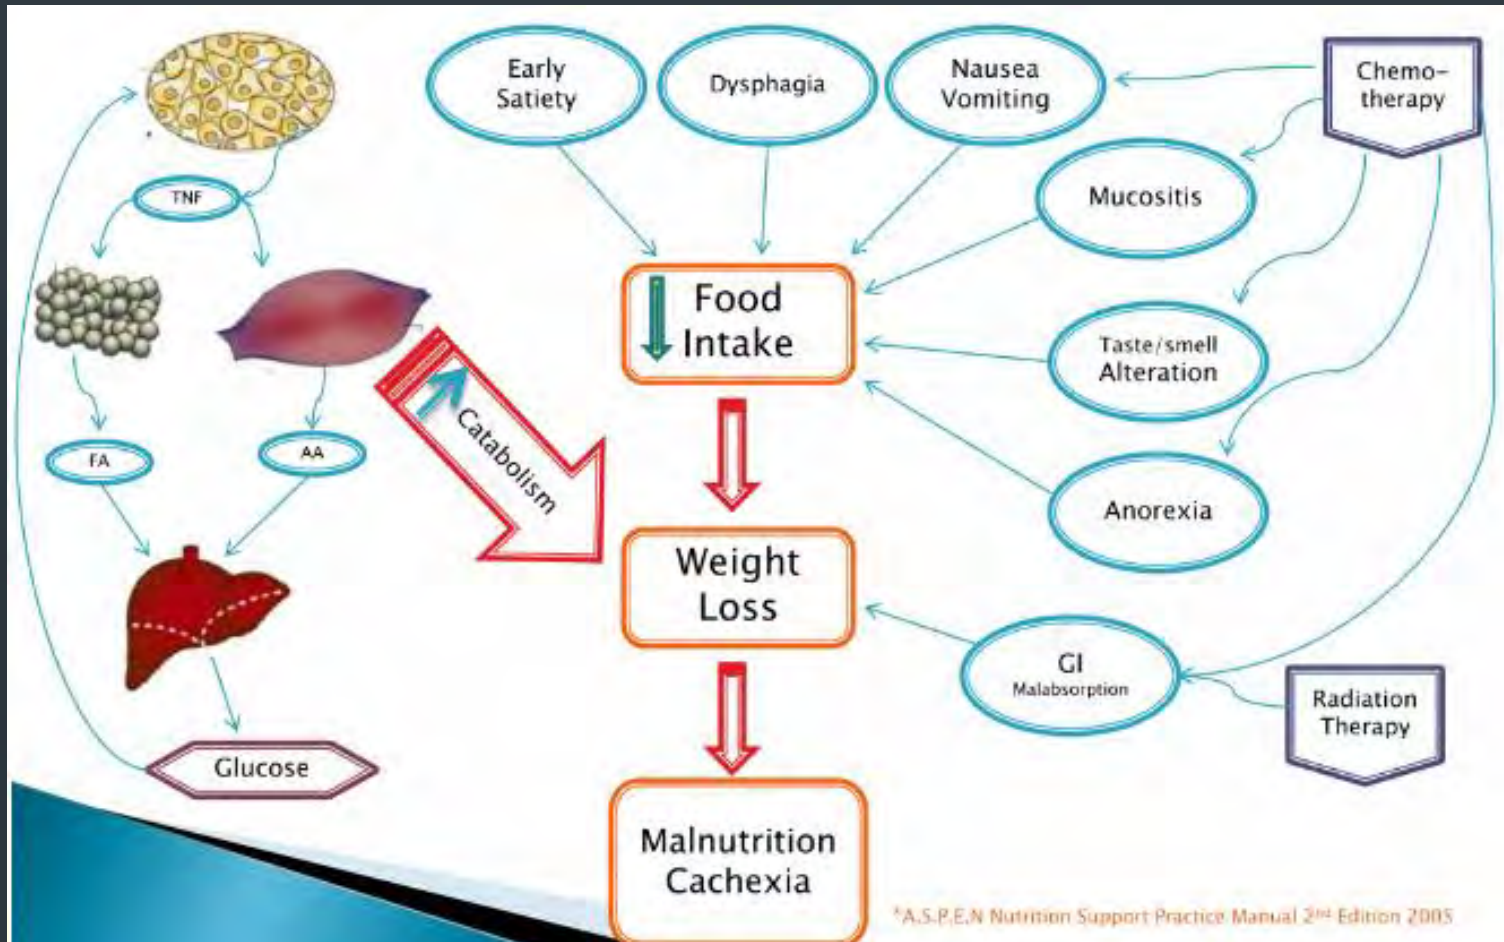 Early
Satiety
Dysphagia
Nausea
Vomiting
Chemo-
therapy
TNF
Mucositis
Food
Intake
Taste/smell
Alteration
Catabolism
FA
AA
Anorexia
Weight
Loss
GI
Malabsorption
Radiation
Therapy
Glucose
Malnutrition
Cachexia
*A.S.P.E.N Nutrition Support Practice Manual 2nd Edition 2005